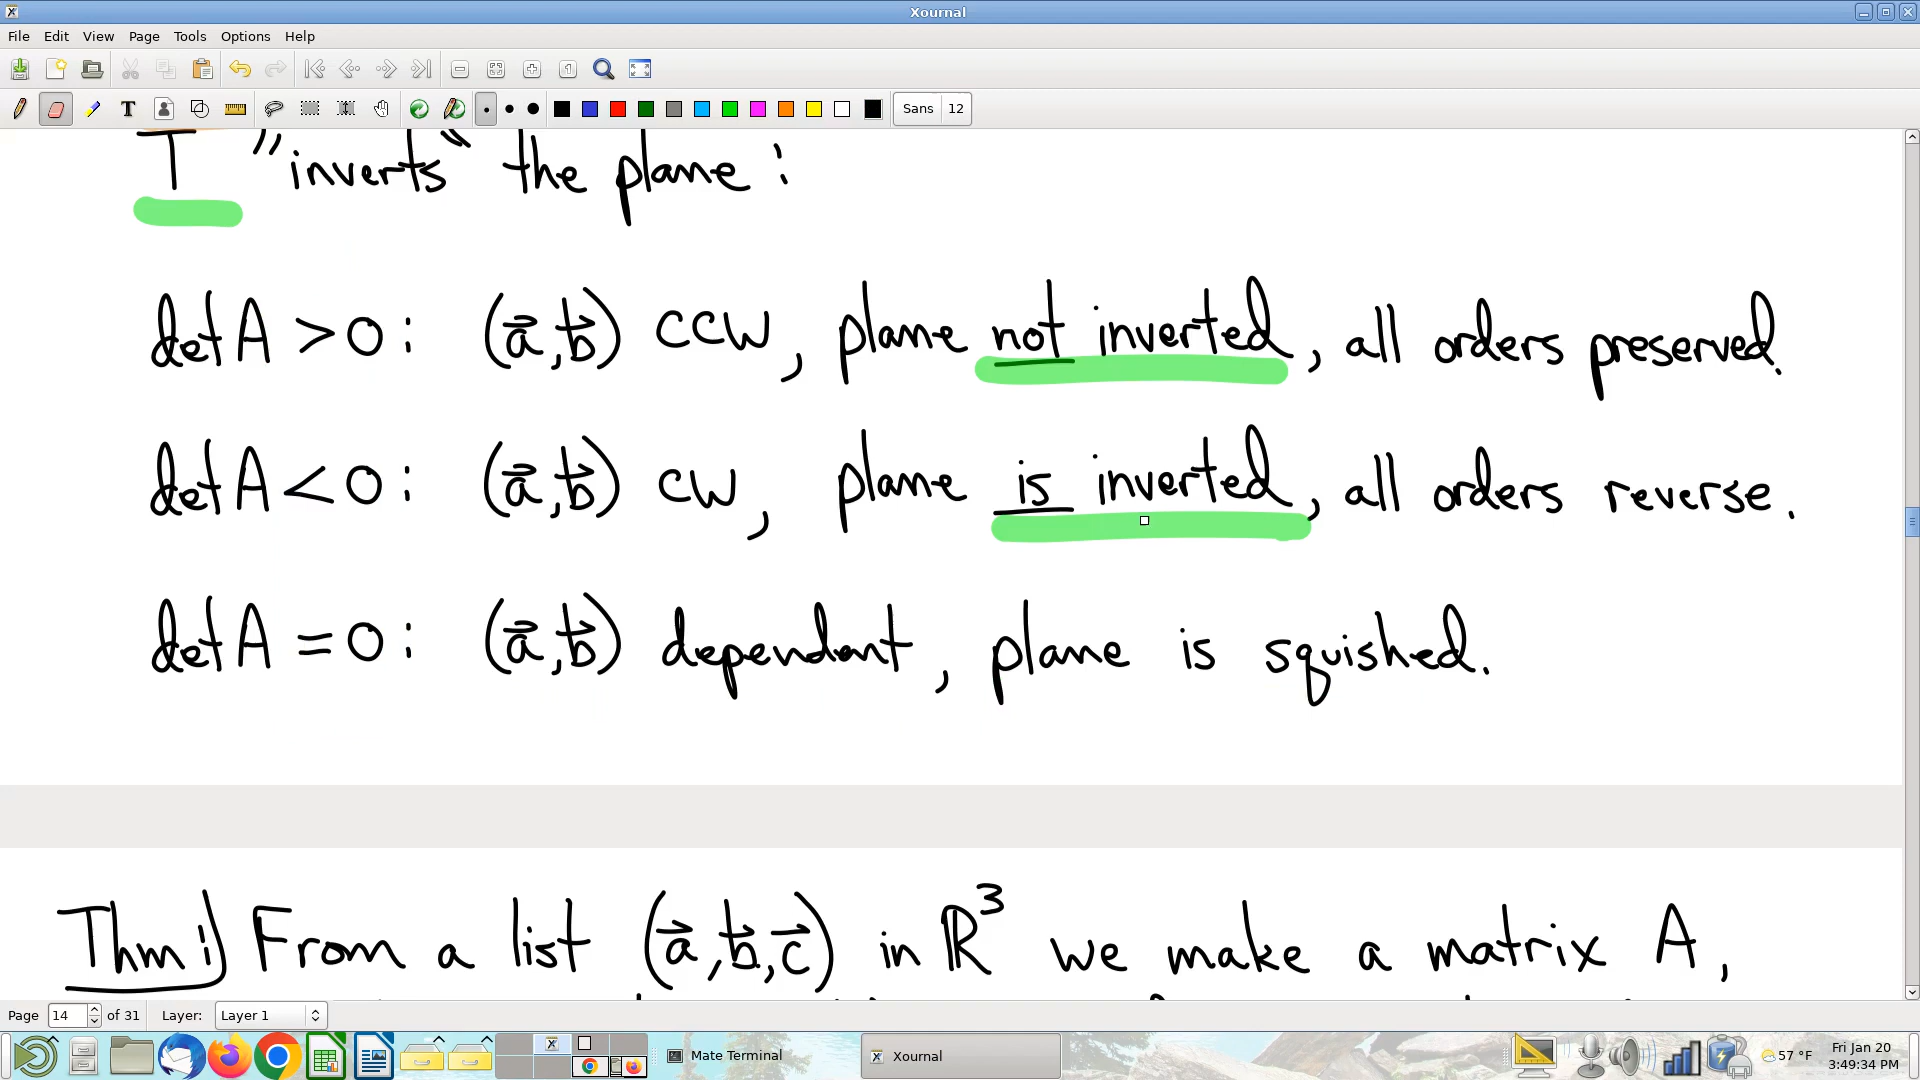 Xournal
File Edit View Page Tools Options Help
Sans 12
T "inverts" the plane:
det A > 0: (a⃗,b⃗) CCW, plane not inverted, all orders preserved.
det A < 0: (a⃗,b⃗) CW, plane is inverted, all orders reverse.
det A = 0: (a⃗,b⃗) dependant, plane is squished.
Thm:) From a list (a⃗,b⃗,c⃗) in ℝ³ we make a matrix A,
Page 14 of 31 Layer: Layer 1
Mate Terminal Xournal 57 °F Fri Jan 20
3:49:34 PM